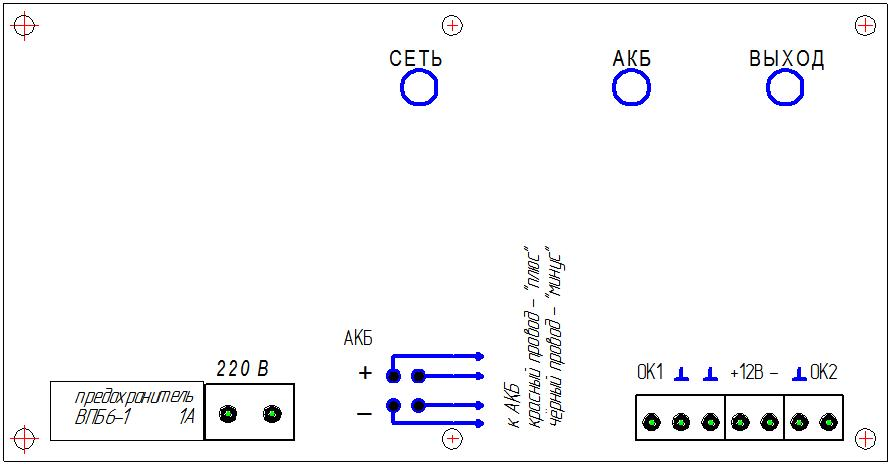 СЕТЬ АКБ ВЫХОД
к АКБ
красный провод – "плюс"
черный провод – "минус"
АКБ
+
–
220 В
предохранитель
ВПБ6-1 1А
ОК1 ⊥ ⊥ +12В – ⊥ ОК2